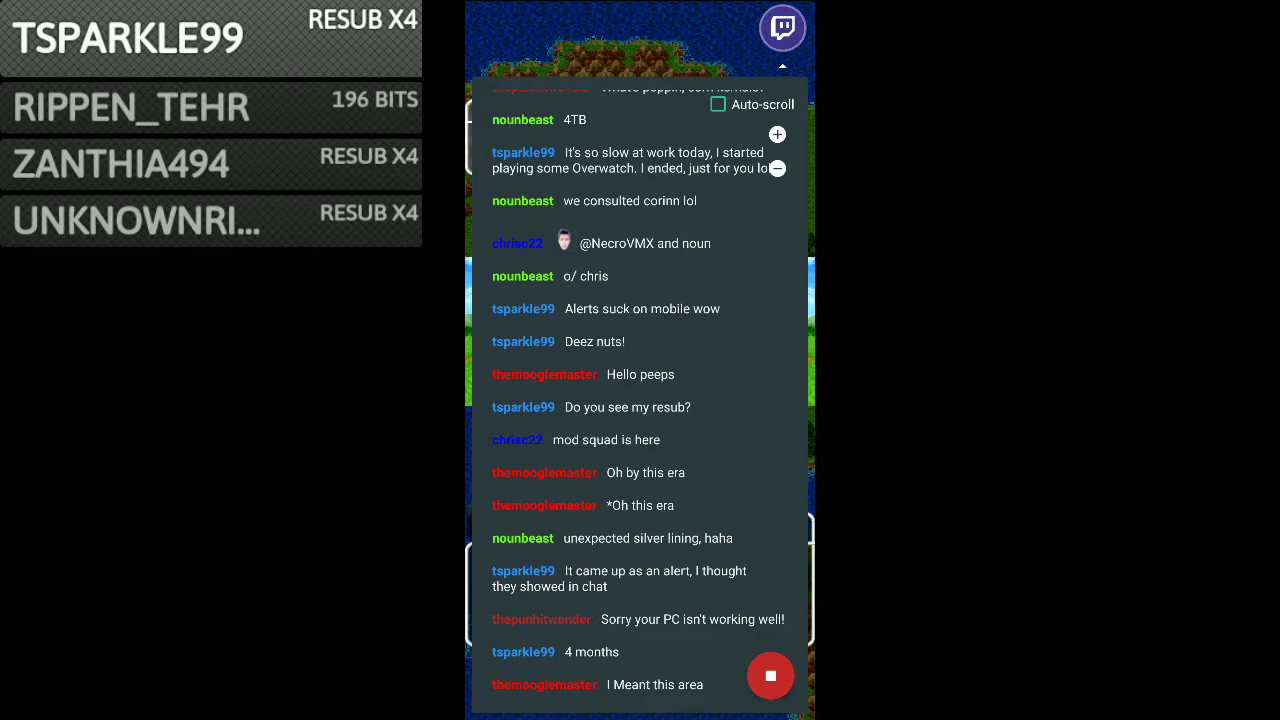 TSPARKLE99 RESUB X4
RIPPEN_TEHR 196 BITS
ZANTHIA494 RESUB X4
UNKNOWNRI... RESUB X4
Auto-scroll
nounbeast 4TB
tsparkle99 It's so slow at work today, I started
playing some Overwatch. I ended, just for you lo
nounbeast we consulted corinn lol
chrisc22 @NecroVMX and noun
nounbeast o/ chris
tsparkle99 Alerts suck on mobile wow
tsparkle99 Deez nuts!
themooglemaster Hello peeps
tsparkle99 Do you see my resub?
chrisc22 mod squad is here
themooglemaster Oh by this era
themooglemaster *Oh this era
nounbeast unexpected silver lining, haha
tsparkle99 It came up as an alert, I thought
they showed in chat
thepunhitwonder Sorry your PC isn't working well!
tsparkle99 4 months
themooglemaster I Meant this area